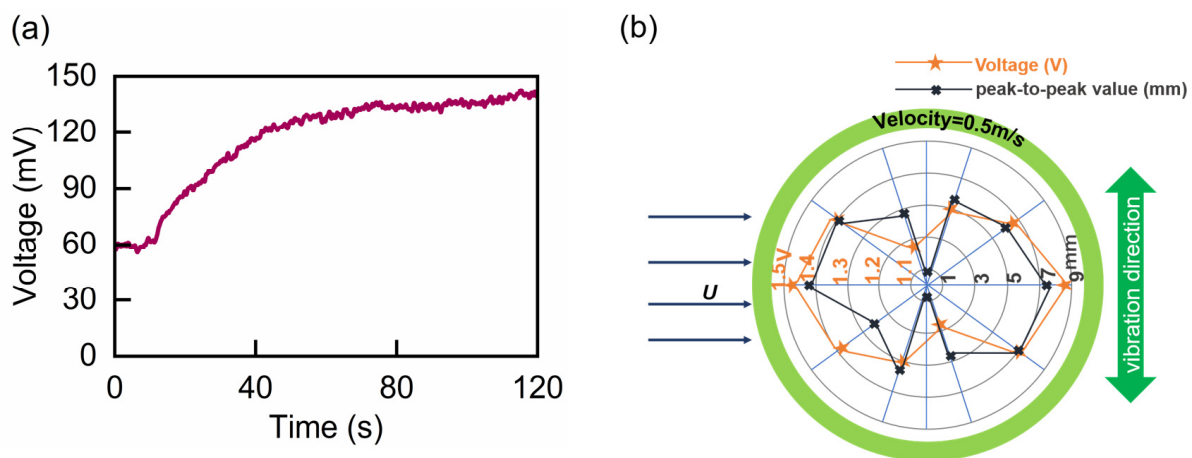 (a)
150
120
90
60
30
0
Voltage (mV)
0 40 80 120
Time (s)
(b)
Voltage (V)
peak-to-peak value (mm)
Velocity=0.5m/s
U
1.5V 1.4 1.3 1.2 1.1 1 3 5 7 9mm
vibration direction